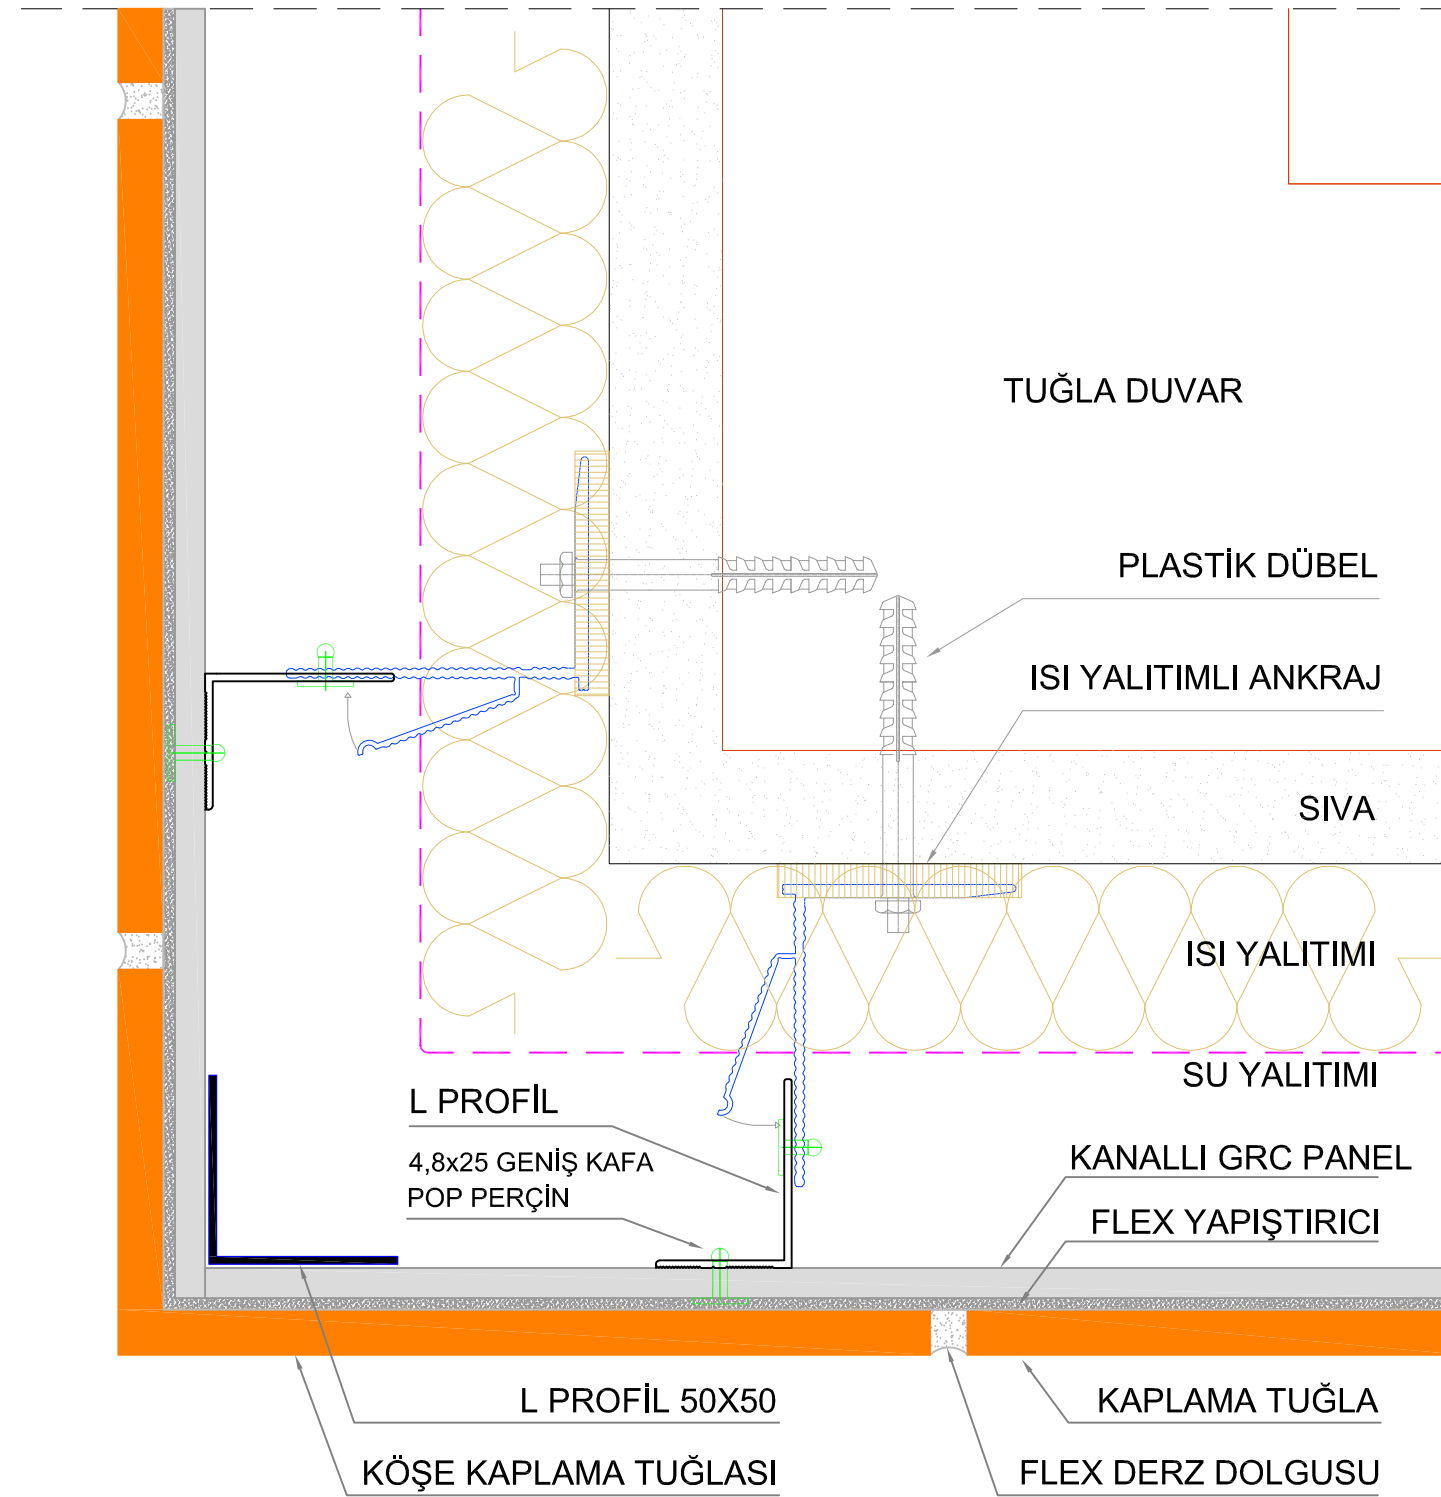 TUĞLA DUVAR
PLASTİK DÜBEL
ISI YALITIMLI ANKRAJ
SIVA
ISI YALITIMI
SU YALITIMI
L PROFİL
4,8x25 GENİŞ KAFA
POP PERÇİN
KANALLI GRC PANEL
FLEX YAPIŞTIRICI
L PROFİL 50X50
KAPLAMA TUĞLA
KÖŞE KAPLAMA TUĞLASI
FLEX DERZ DOLGUSU